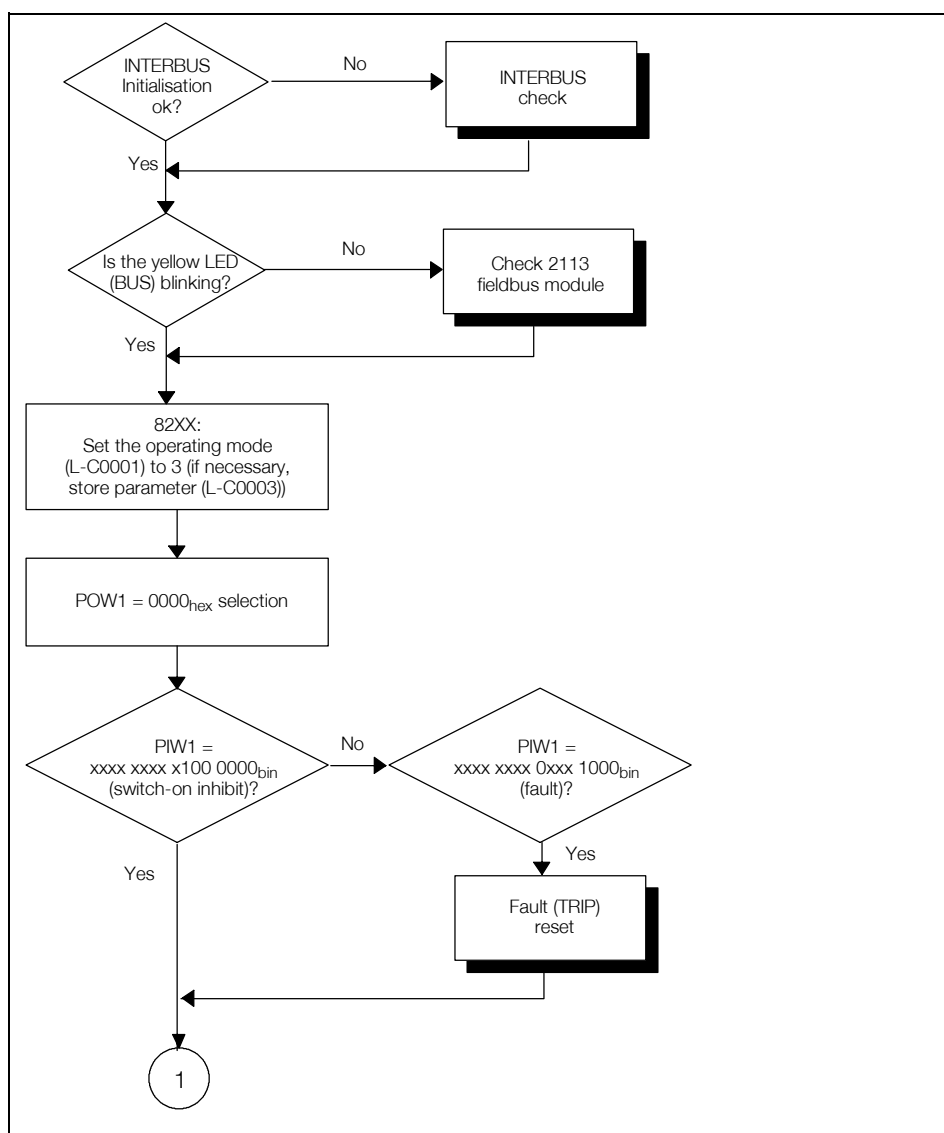 INTERBUS
Initialisation
ok?
No
INTERBUS
check
Yes
Is the yellow LED
(BUS) blinking?
No
Check 2113
fieldbus module
Yes
82XX:
Set the operating mode
(L-C0001) to 3 (if necessary,
store parameter (L-C0003))
POW1 = 0000hex selection
PIW1 =
xxxx xxxx x100 0000bin
(switch-on inhibit)?
No
PIW1 =
xxxx xxxx 0xxx 1000bin
(fault)?
Yes
Yes
Fault (TRIP)
reset
1